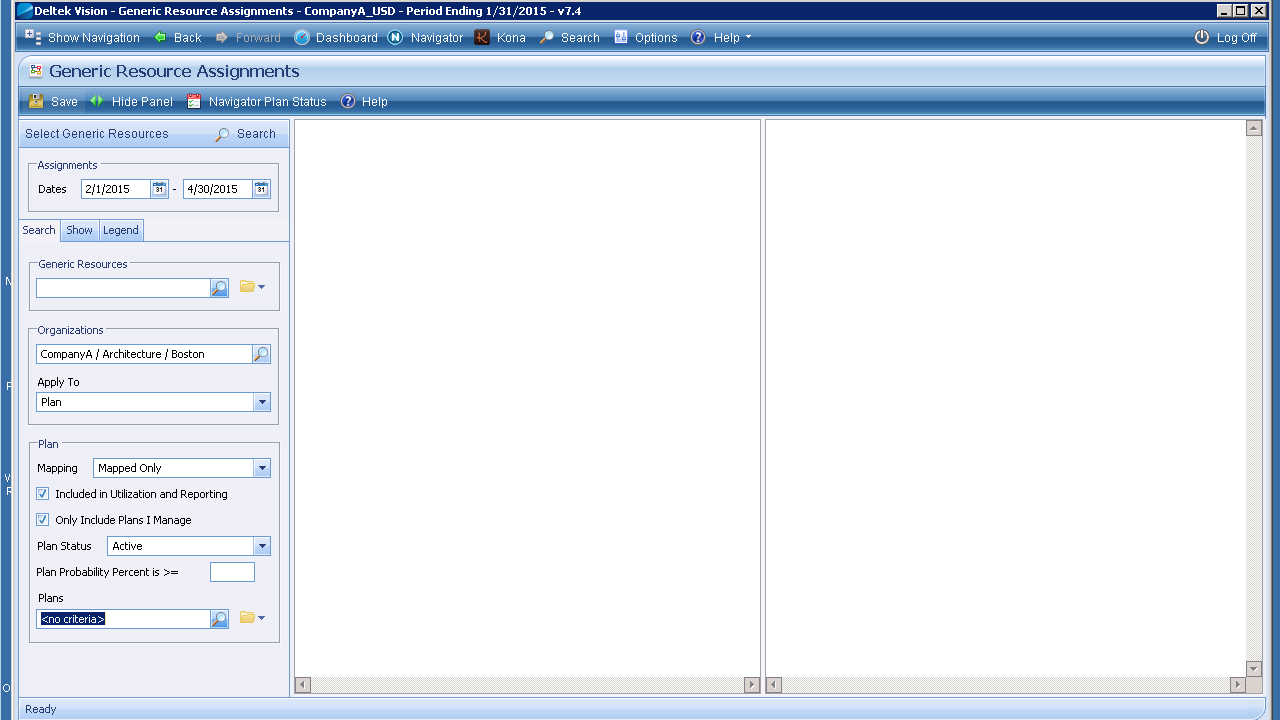 Deltek Vision - Generic Resource Assignments - CompanyA_USD - Period Ending 1/31/2015 - v7.4
Show Navigation Back Forward Dashboard Navigator Kona Search Options Help Log Off
Generic Resource Assignments
Save Hide Panel Navigator Plan Status Help
Select Generic Resources Search
Assignments
Dates 2/1/2015 - 4/30/2015
Search Show Legend
Generic Resources
Organizations
CompanyA / Architecture / Boston
Apply To
Plan
Plan
Mapping Mapped Only
Included in Utilization and Reporting
Only Include Plans I Manage
Plan Status Active
Plan Probability Percent is >=
Plans
<no criteria>
Ready